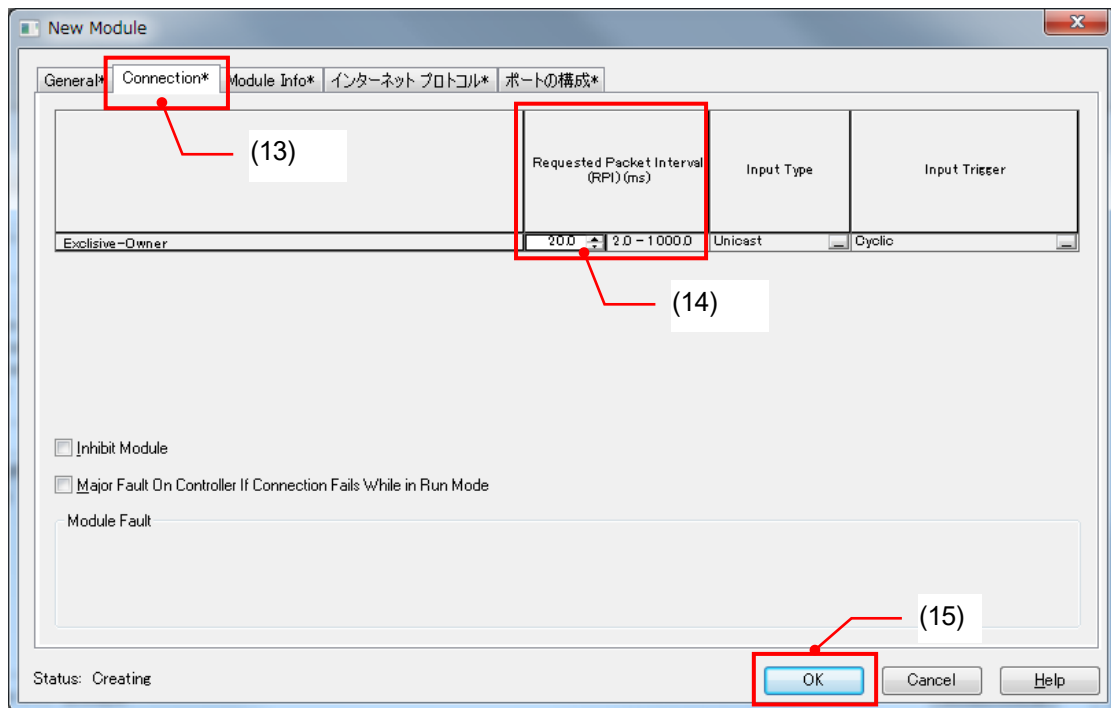 New Module
General* Connection* Module Info* インターネット プロトコル* ポートの構成*
(13)
Requested Packet Interval
(RPI) (ms)
Input Type
Input Trigger
Exclisive-Owner 20.0 2.0 - 1000.0 Unicast Cyclic
(14)
Inhibit Module
Major Fault On Controller If Connection Fails While in Run Mode
Module Fault
(15)
Status: Creating OK Cancel Help